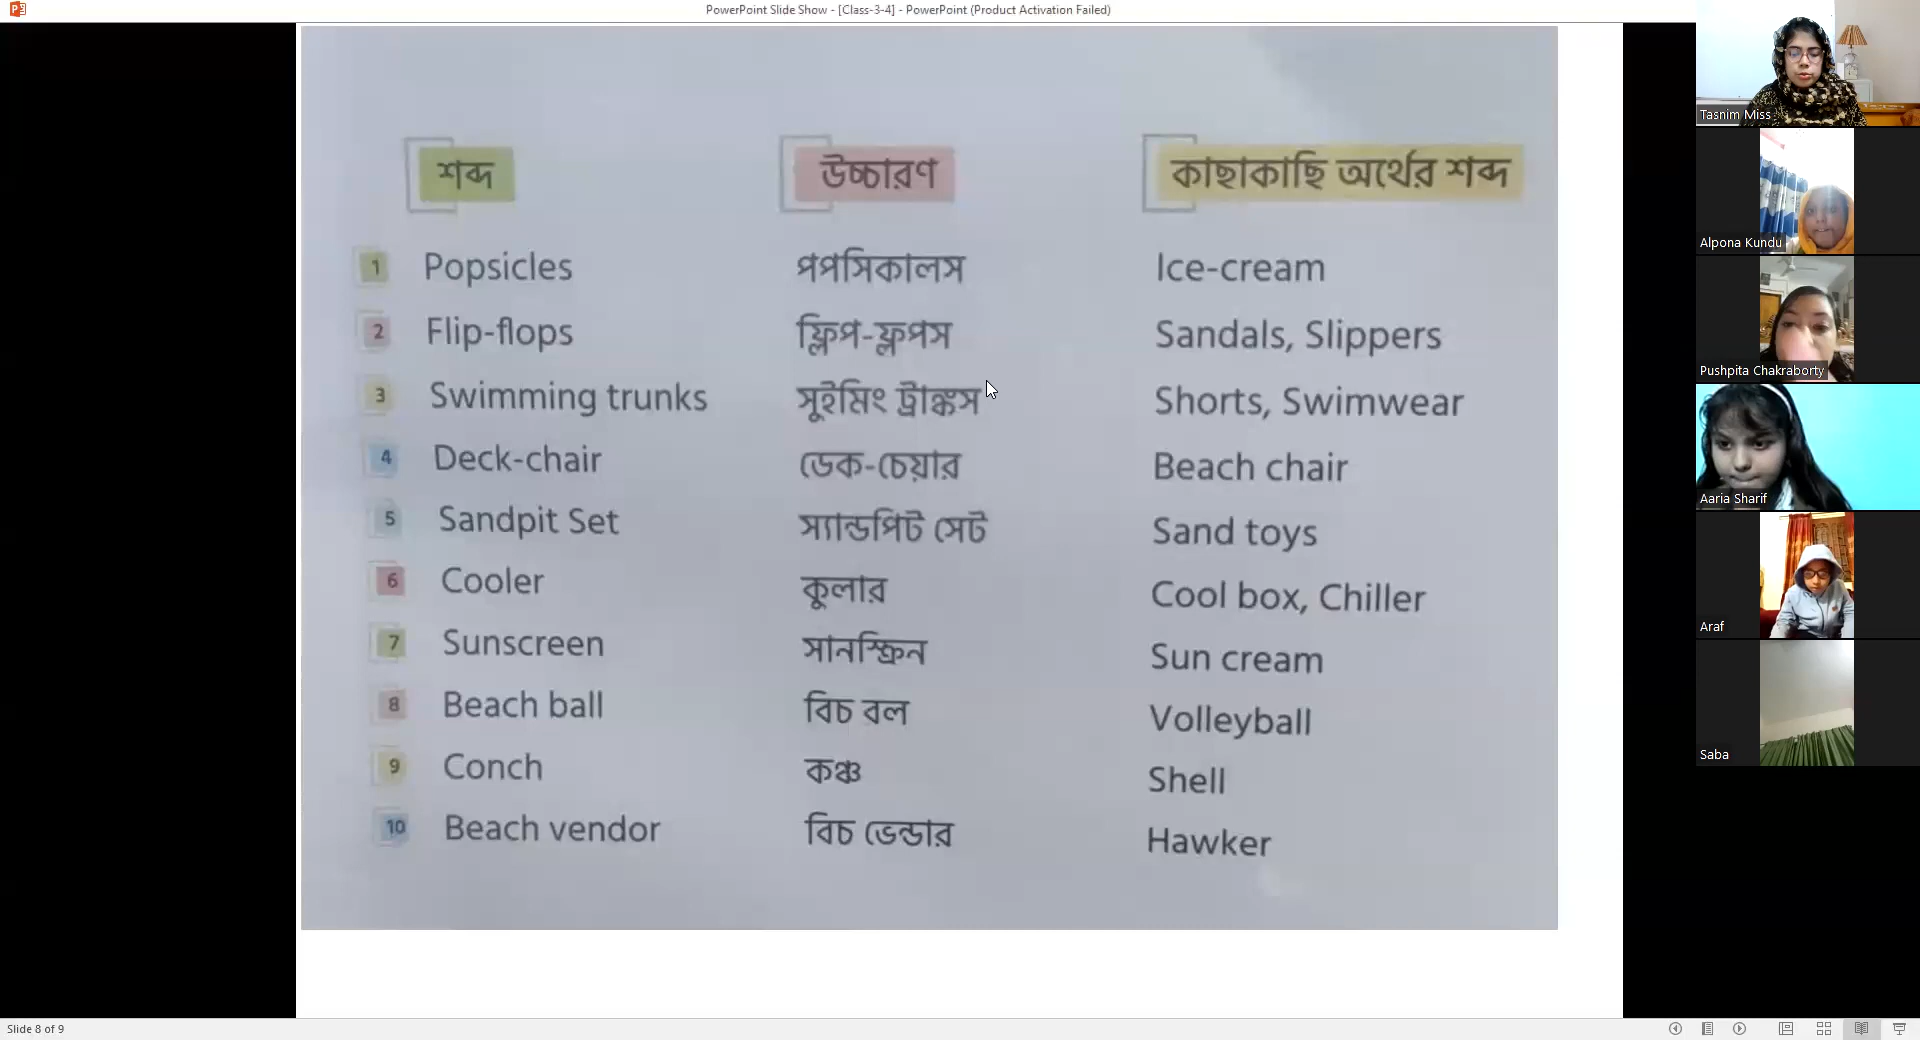 PowerPoint Slide Show - [Class-3-4] - PowerPoint (Product Activation Failed)
শব্দ উচ্চারণ কাছাকাছি অর্থের শব্দ
1 Popsicles পপসিকালস Ice-cream
2 Flip-flops ফ্লিপ-ফ্লপস Sandals, Slippers
3 Swimming trunks সুইমিং ট্রাঙ্কস Shorts, Swimwear
4 Deck-chair ডেক-চেয়ার Beach chair
5 Sandpit Set স্যান্ডপিট সেট Sand toys
6 Cooler কুলার Cool box, Chiller
7 Sunscreen সানস্ক্রিন Sun cream
8 Beach ball বিচ বল Volleyball
9 Conch কঞ্চ Shell
10 Beach vendor বিচ ভেন্ডার Hawker
Tasnim Miss
Alpona Kundu
Pushpita Chakraborty
Aaria Sharif
Araf
Saba
Slide 8 of 9